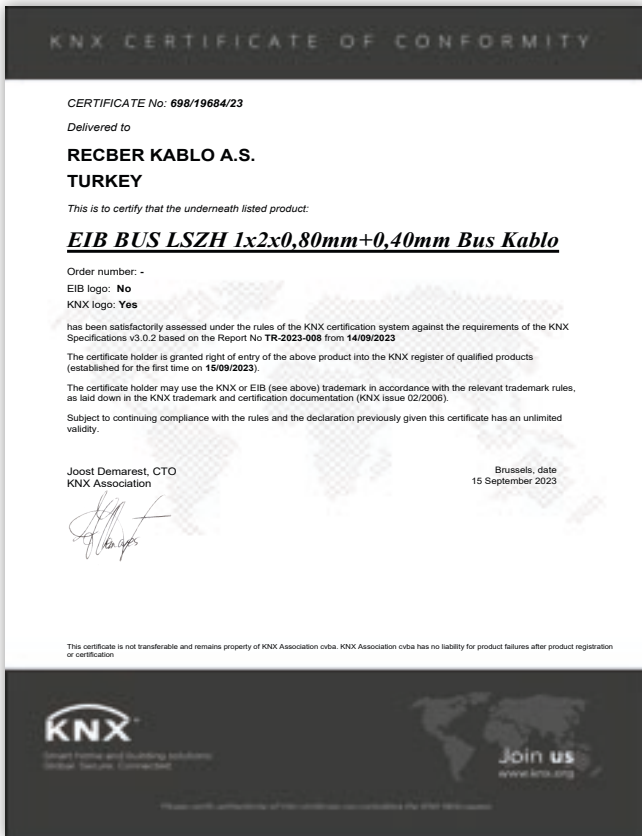 KNX CERTIFICATE OF CONFORMITY
CERTIFICATE No: 698/19684/23
Delivered to
RECBER KABLO A.S.
TURKEY
This is to certify that the underneath listed product:
EIB BUS LSZH 1x2x0,80mm+0,40mm Bus Kablo
Order number: -
EIB logo: No
KNX logo: Yes
has been satisfactorily assessed under the rules of the KNX certification system against the requirements of the KNX
Specifications v3.0.2 based on the Report No TR-2023-008 from 14/09/2023
The certificate holder is granted right of entry of the above product into the KNX register of qualified products
(established for the first time on 15/09/2023).
The certificate holder may use the KNX or EIB (see above) trademark in accordance with the relevant trademark rules,
as laid down in the KNX trademark and certification documentation (KNX issue 02/2006).
Subject to continuing compliance with the rules and the declaration previously given this certificate has an unlimited
validity.
Joost Demarest, CTO
KNX Association
Brussels, date
15 September 2023
This certificate is not transferable and remains property of KNX Association cvba. KNX Association cvba has no liability for product failures after product registration
or certification
KNX
Smart home and building solutions.
Global. Secure. Connected.
Join us
www.knx.org